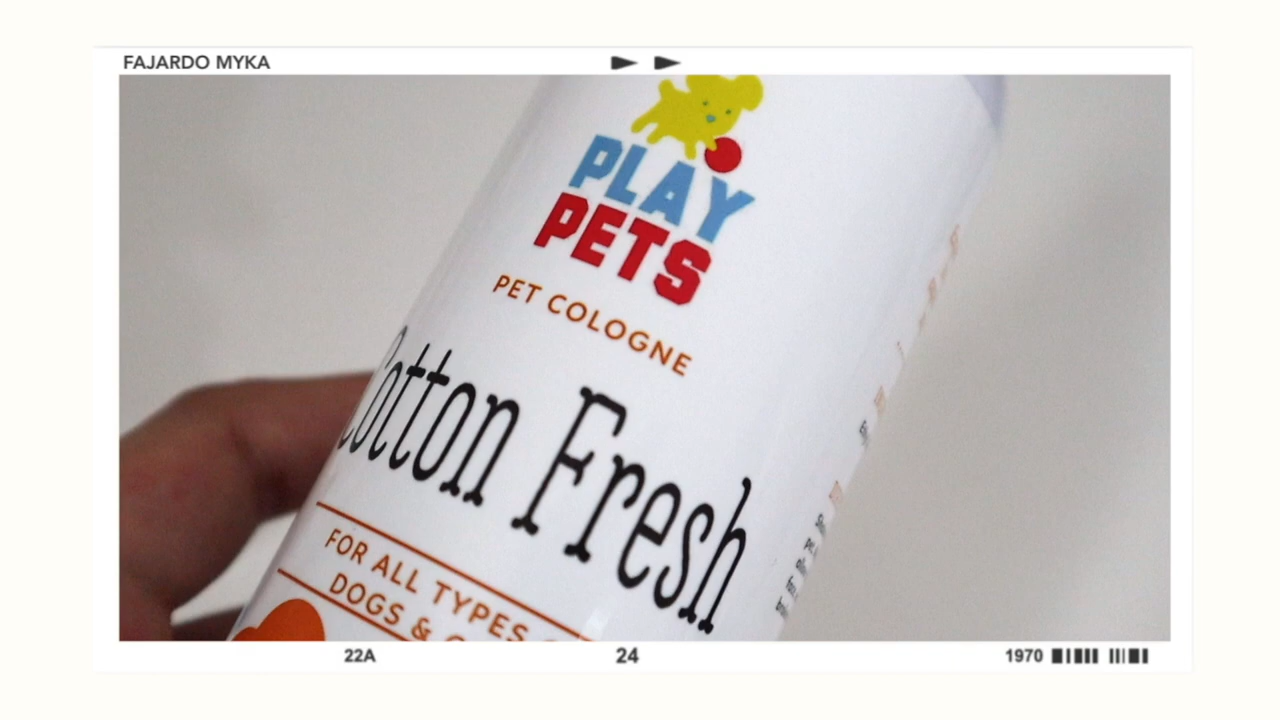 FAJARDO MYKA
PLAY
PETS
PET COLOGNE
Cotton Fresh
FOR ALL TYPES
DOGS &
22A
24
1970